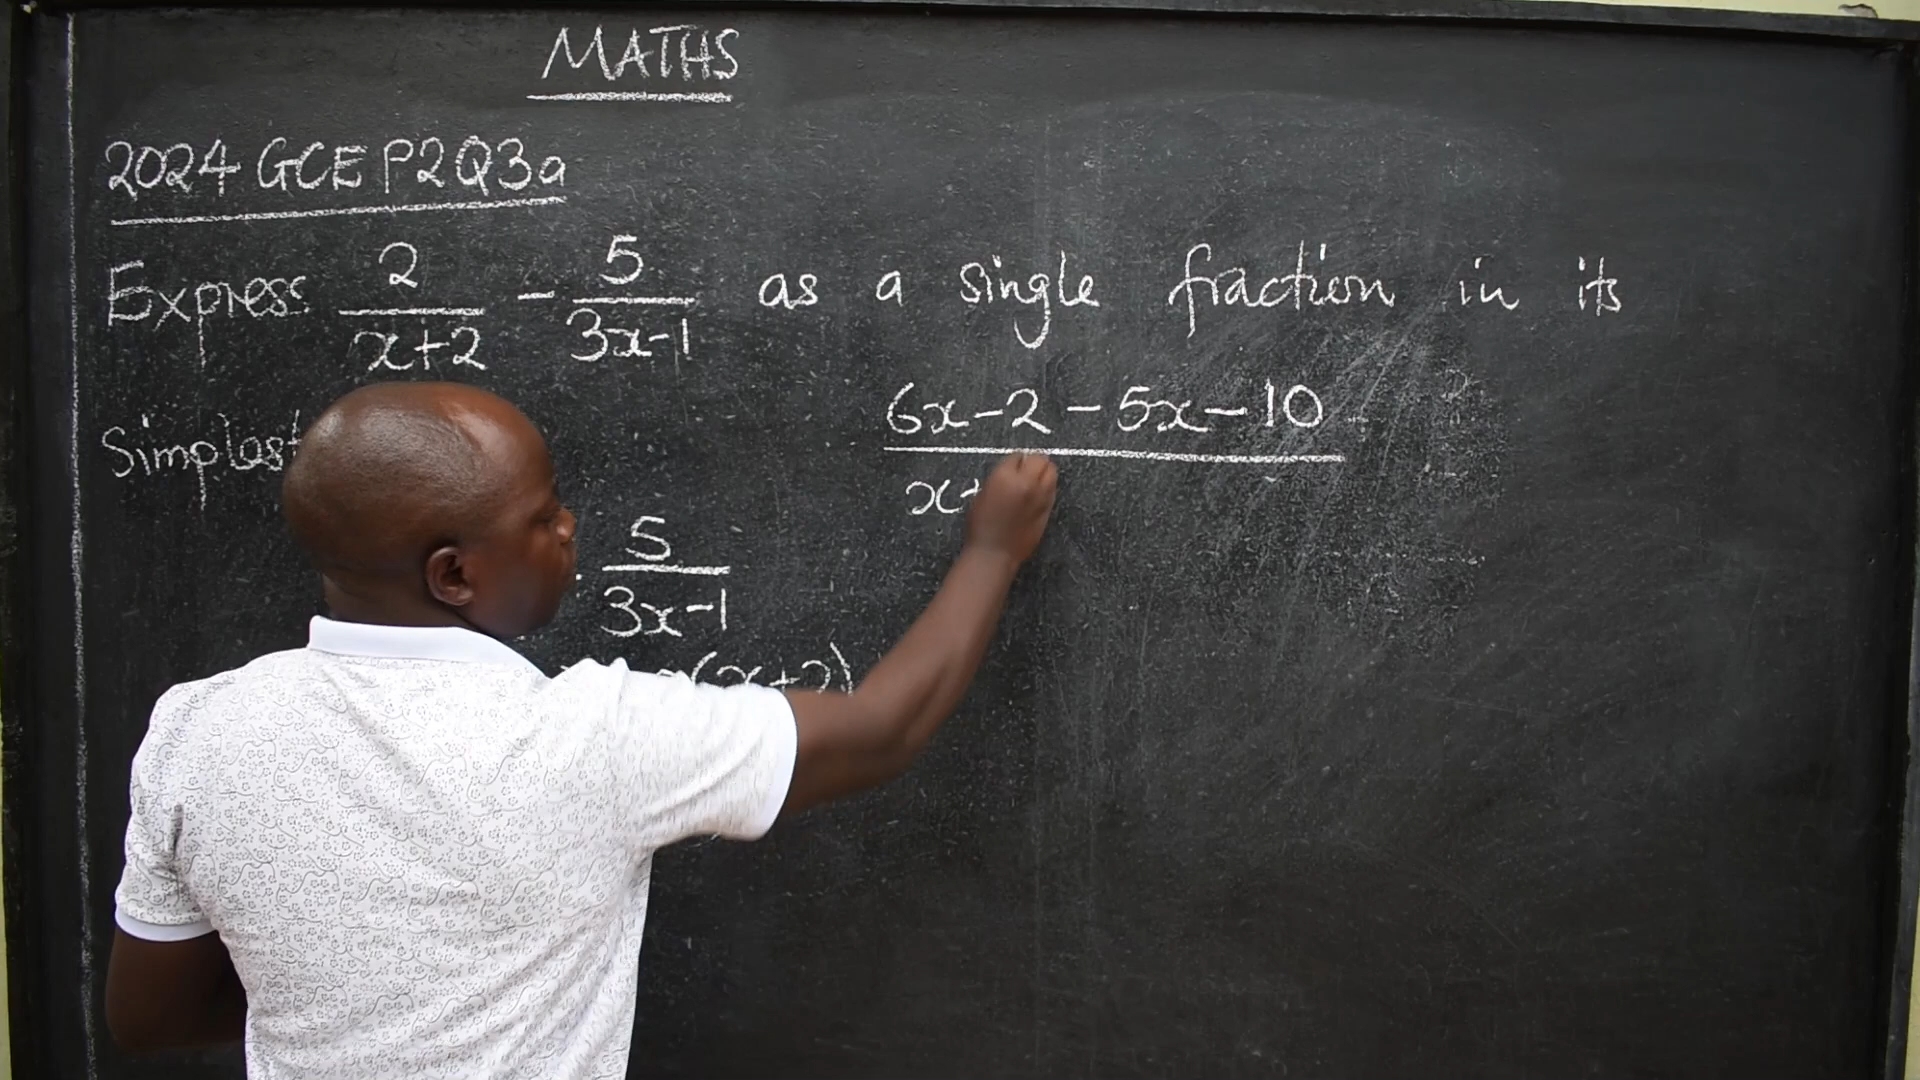 MATHS
2024 GCE P2Q3a
Express 2/(x+2) - 5/(3x-1) as a single fraction in its
Simplest
6x-2-5x-10
x+
5
3x-1
(x+2)